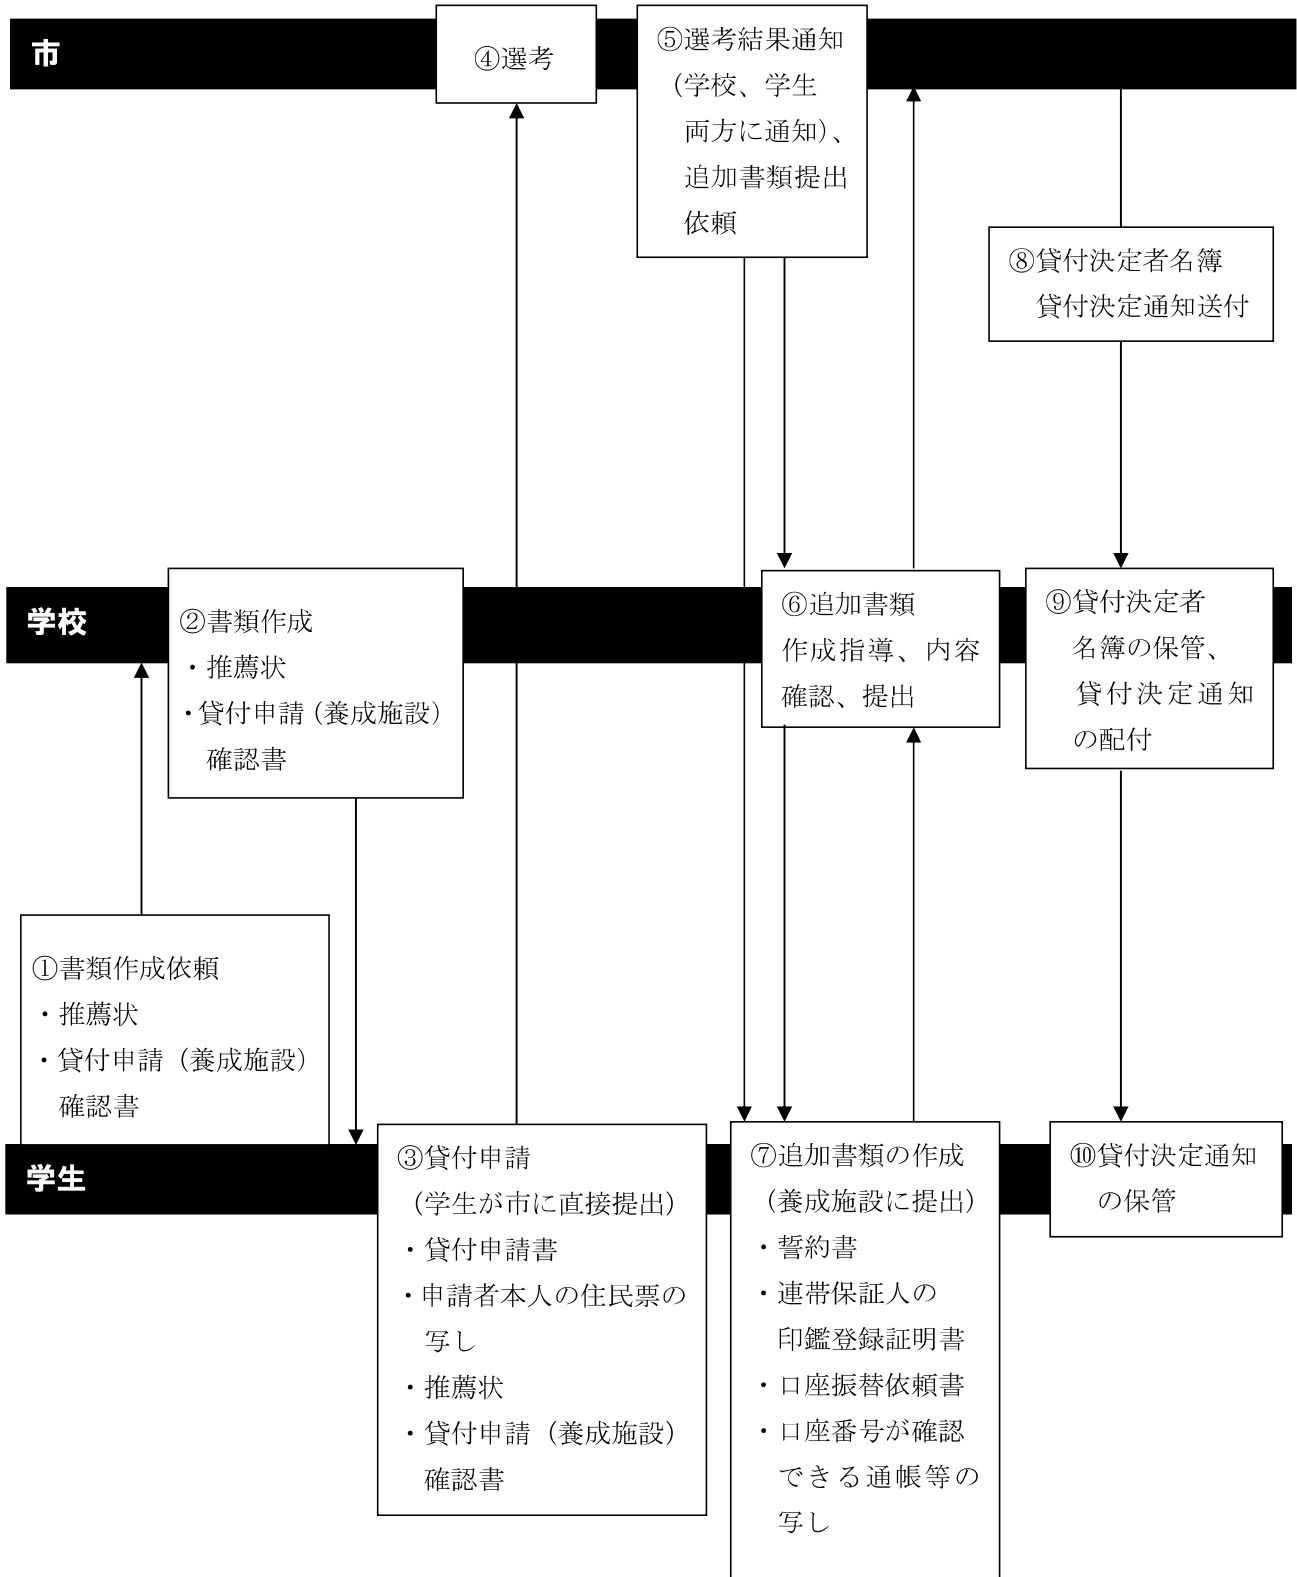 市
④選考
⑤選考結果通知
（学校、学生
両方に通知）、
追加書類提出
依頼
⑧貸付決定者名簿
貸付決定通知送付
学校
②書類作成
・推薦状
・貸付申請（養成施設）
確認書
⑥追加書類
作成指導、内容
確認、提出
⑨貸付決定者
名簿の保管、
貸付決定通知
の配付
①書類作成依頼
・推薦状
・貸付申請（養成施設）
確認書
学生
③貸付申請
（学生が市に直接提出）
・貸付申請書
・申請者本人の住民票の
写し
・推薦状
・貸付申請（養成施設）
確認書
⑦追加書類の作成
（養成施設に提出）
・誓約書
・連帯保証人の
印鑑登録証明書
・口座振替依頼書
・口座番号が確認
できる通帳等の
写し
⑩貸付決定通知
の保管